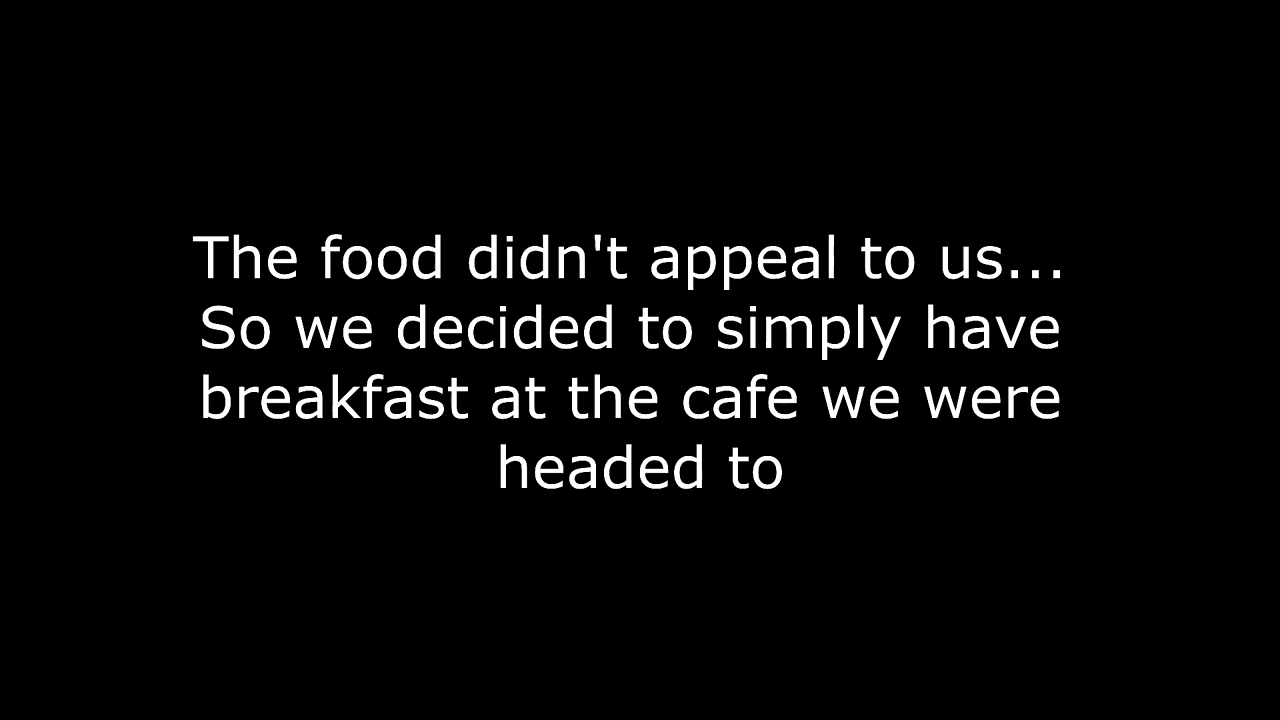 The food didn't appeal to us...
So we decided to simply have
breakfast at the cafe we were
headed to